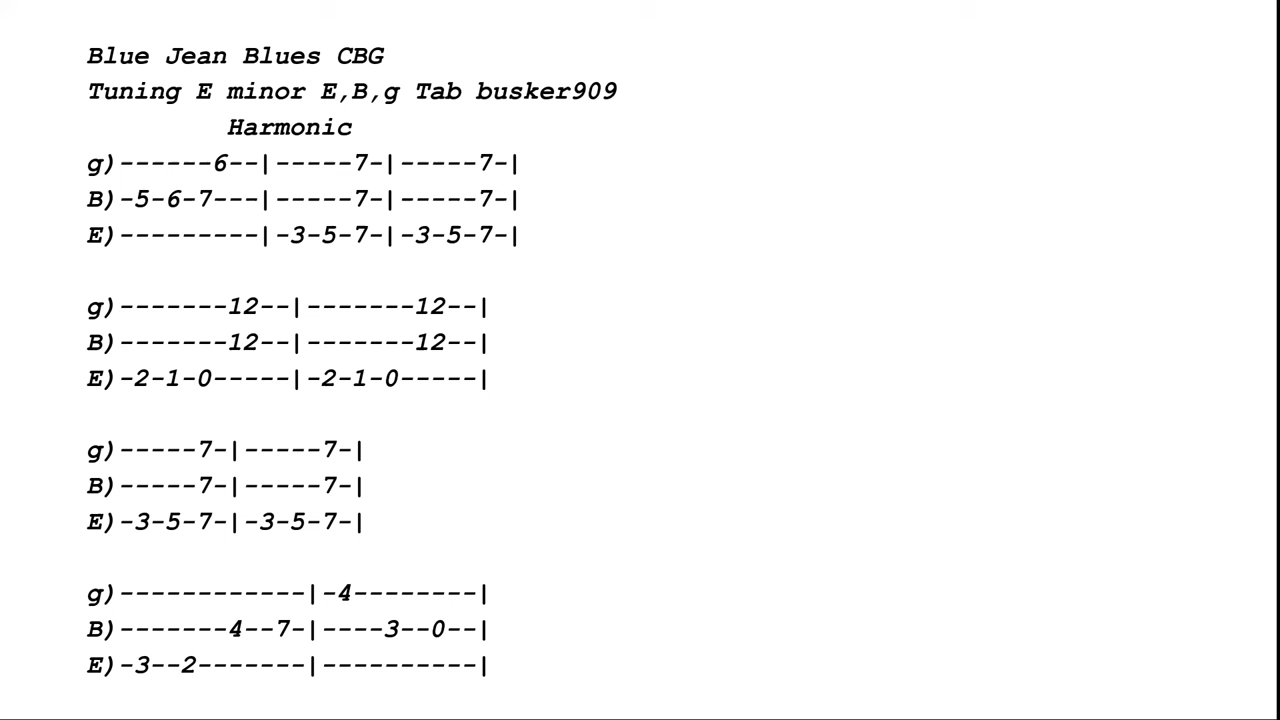 Blue Jean Blues CBG
Tuning E minor E,B,g Tab busker909
         Harmonic
g)------6--|-----7-|-----7-|
B)-5-6-7---|-----7-|-----7-|
E)---------|-3-5-7-|-3-5-7-|

g)-------12--|-------12--|
B)-------12--|-------12--|
E)-2-1-0-----|-2-1-0-----|

g)-----7-|-----7-|
B)-----7-|-----7-|
E)-3-5-7-|-3-5-7-|

g)------------|-4--------|
B)-------4--7-|----3--0--|
E)-3--2-------|----------|